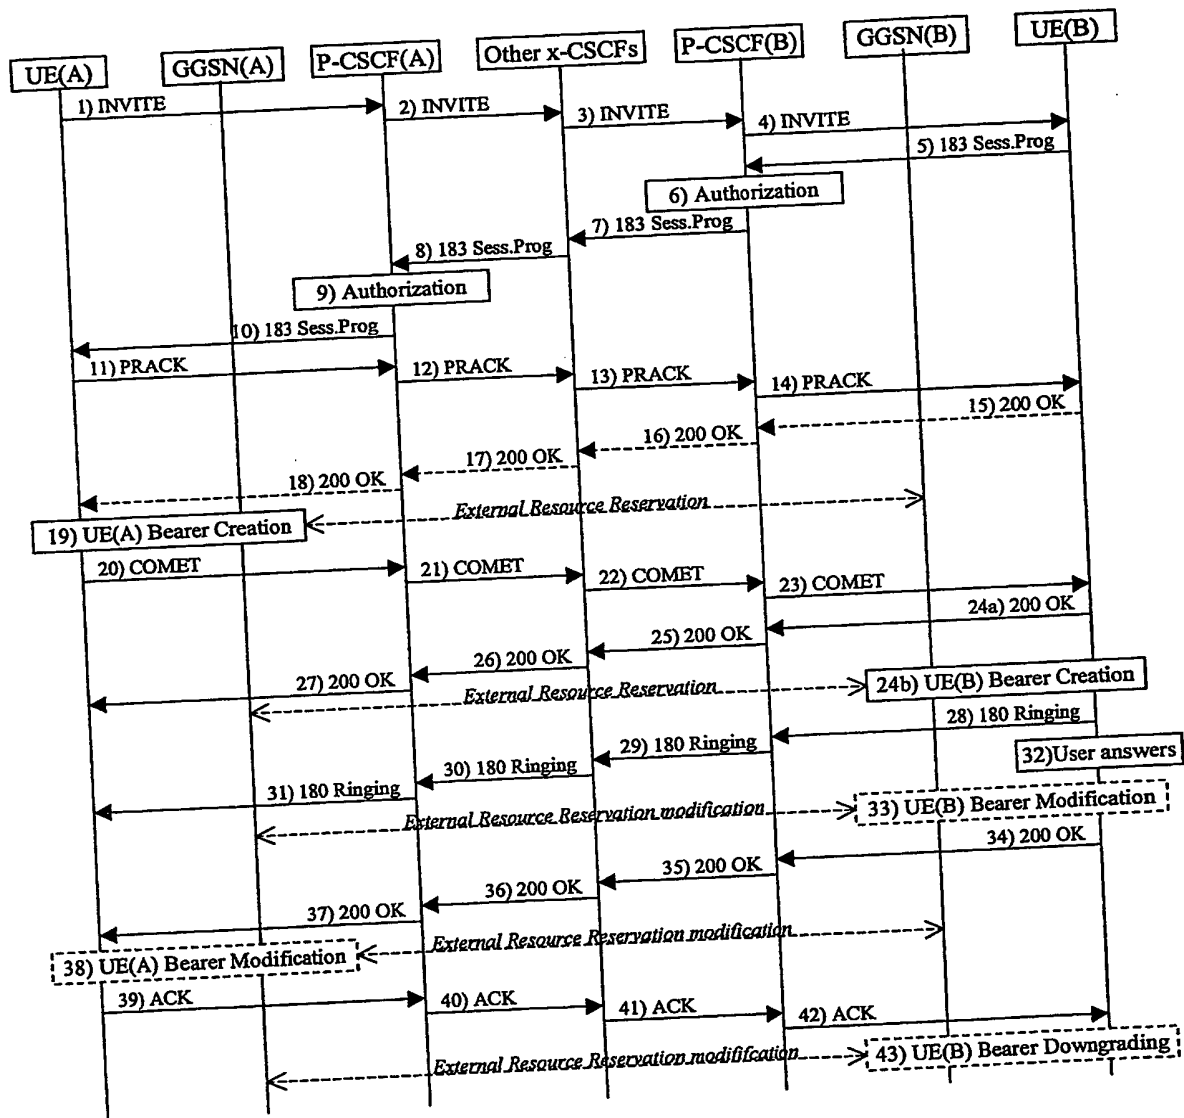 UE(A)
GGSN(A)
P-CSCF(A)
Other x-CSCFs
P-CSCF(B)
GGSN(B)
UE(B)
1) INVITE
2) INVITE
3) INVITE
4) INVITE
5) 183 Sess.Prog
6) Authorization
7) 183 Sess.Prog
8) 183 Sess.Prog
9) Authorization
10) 183 Sess.Prog
11) PRACK
12) PRACK
13) PRACK
14) PRACK
15) 200 OK
16) 200 OK
17) 200 OK
18) 200 OK
External Resource Reservation
19) UE(A) Bearer Creation
20) COMET
21) COMET
22) COMET
23) COMET
24a) 200 OK
25) 200 OK
26) 200 OK
27) 200 OK
External Resource Reservation
24b) UE(B) Bearer Creation
28) 180 Ringing
29) 180 Ringing
30) 180 Ringing
31) 180 Ringing
32)User answers
External Resource Reservation modification
33) UE(B) Bearer Modification
34) 200 OK
35) 200 OK
36) 200 OK
37) 200 OK
External Resource Reservation modification
38) UE(A) Bearer Modification
39) ACK
40) ACK
41) ACK
42) ACK
External Resource Reservation modififcation
43) UE(B) Bearer Downgrading